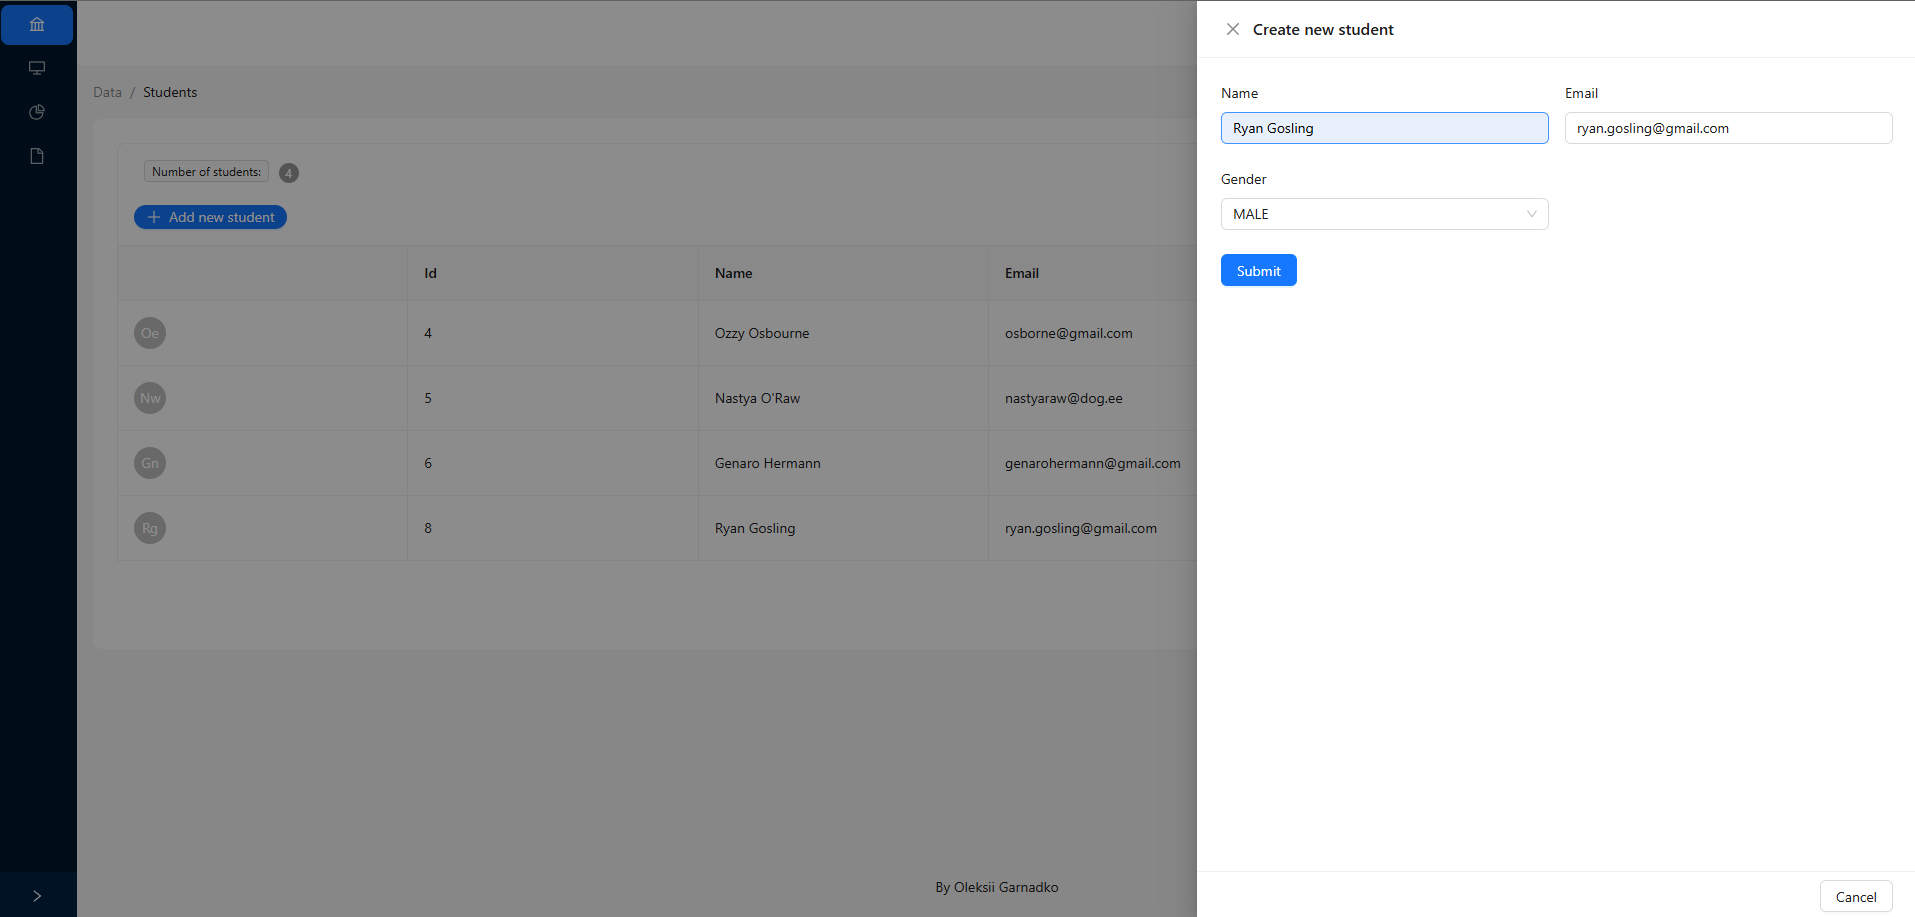 Data / Students
Number of students: 4
+ Add new student
Id Name Email
Oe 4 Ozzy Osbourne osborne@gmail.com
Nw 5 Nastya O'Raw nastyaraw@dog.ee
Gn 6 Genaro Hermann genarohermann@gmail.com
Rg 8 Ryan Gosling ryan.gosling@gmail.com
By Oleksii Garnadko
Create new student
Name Email
Ryan Gosling ryan.gosling@gmail.com
Gender
MALE
Submit
Cancel